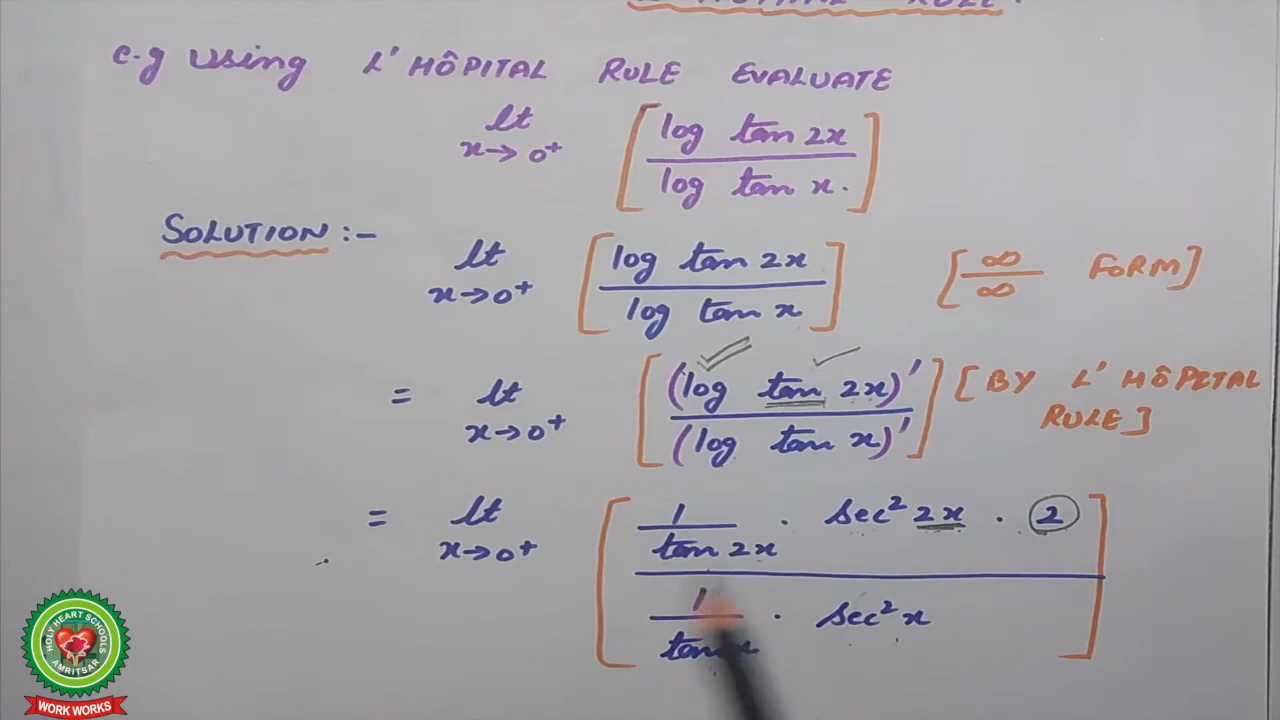 e.g Using L'HÔPITAL RULE EVALUATE
lt x→0⁺ [log tan 2x / log tan x.]
SOLUTION :-
lt x→0⁺ [log tan 2x / log tan x] [∞/∞ FORM]
= lt x→0⁺ [(log tan 2x)' / (log tan x)'] [BY L'HÔPETAL
RULE]
= lt x→0⁺ [1/tan 2x · sec² 2x · 2 / 1/tan x · sec² x]
HOLY HEART SCHOOLS
AMRITSAR
WORK WORKS